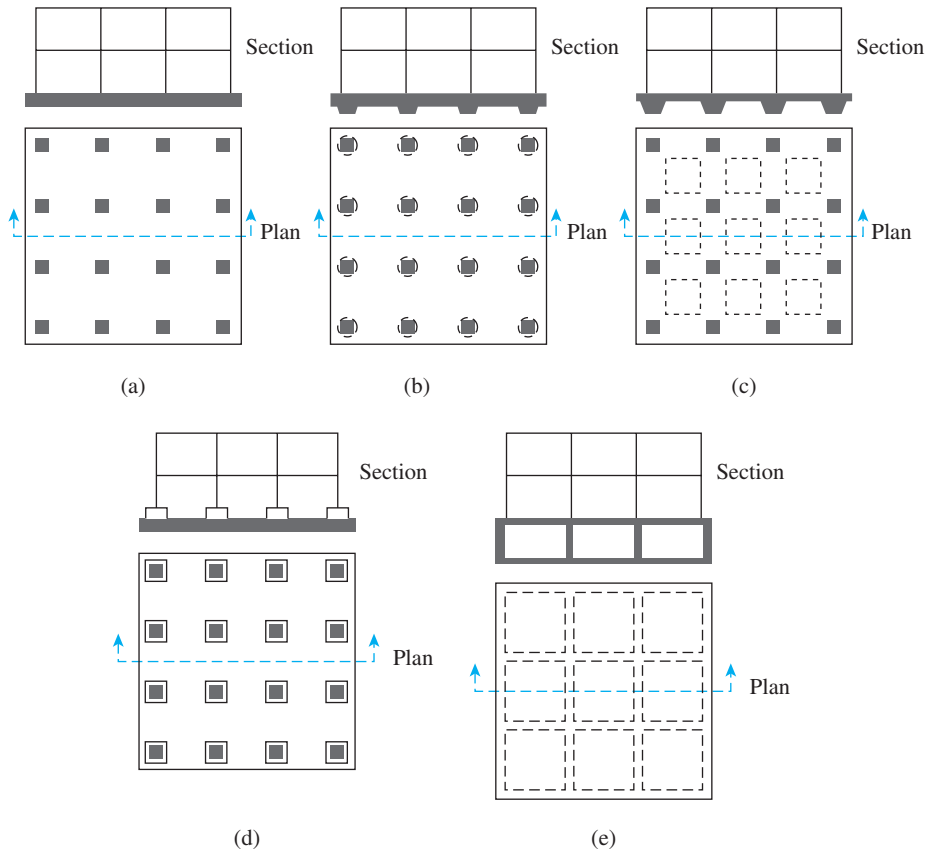 Section
Section
Section
Plan
Plan
Plan
(a)
(b)
(c)
Section
Section
Plan
Plan
(d)
(e)